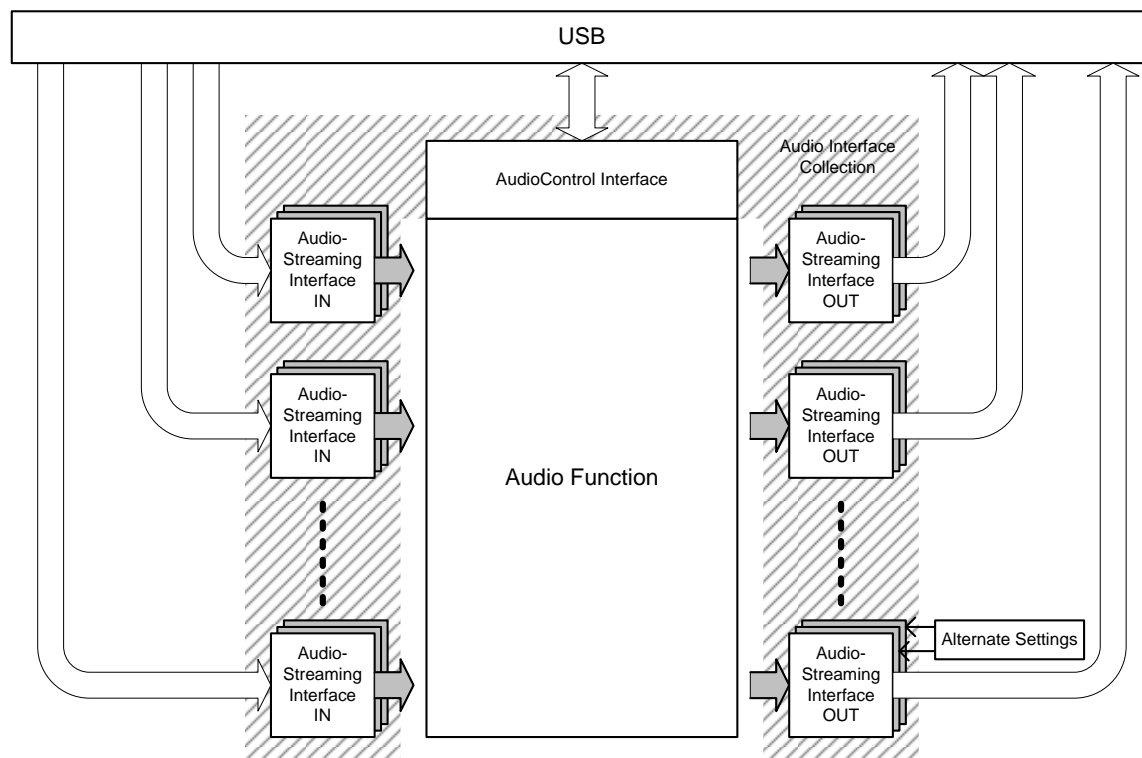 USB
Audio Interface
Collection
AudioControl Interface
Audio-
Streaming
Interface
IN
Audio-
Streaming
Interface
OUT
Audio-
Streaming
Interface
IN
Audio-
Streaming
Interface
OUT
Audio Function
Audio-
Streaming
Interface
IN
Audio-
Streaming
Interface
OUT
Alternate Settings